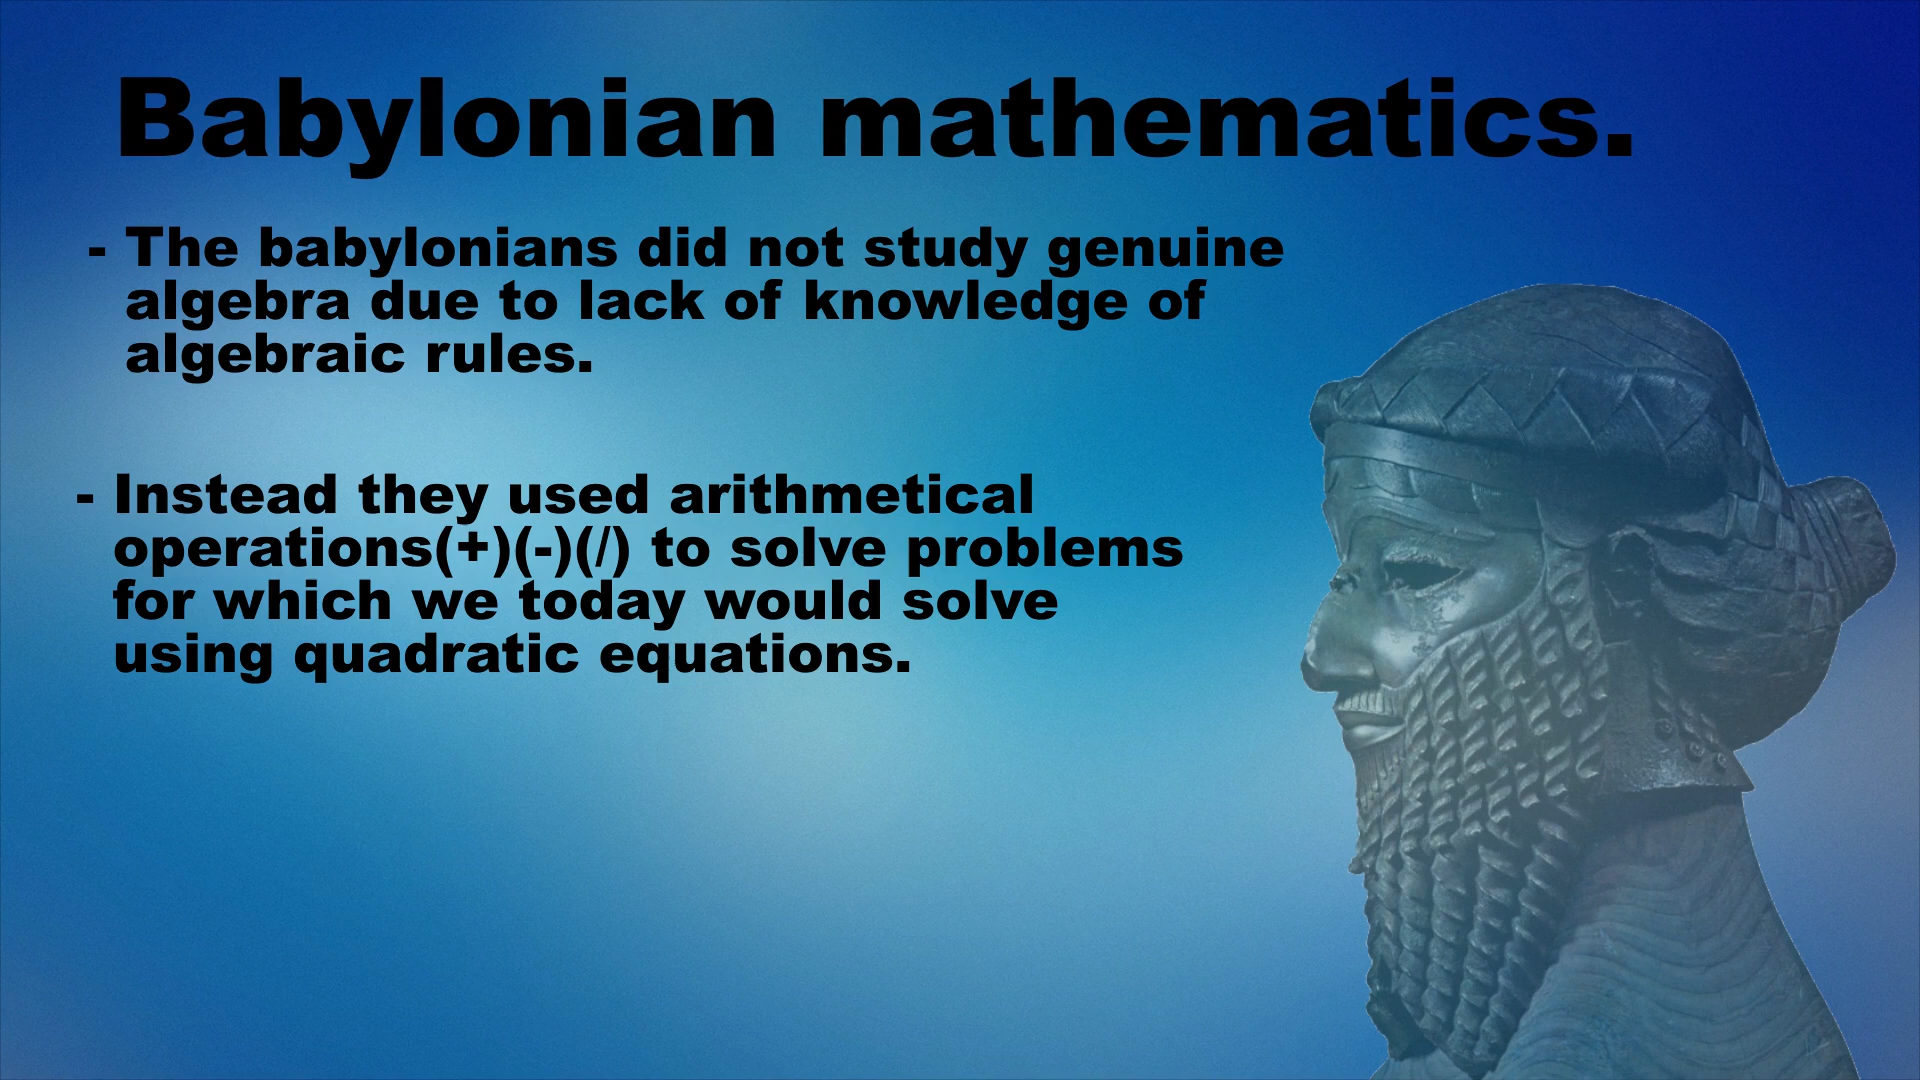 Babylonian mathematics.
- The babylonians did not study genuine
algebra due to lack of knowledge of
algebraic rules.
- Instead they used arithmetical
operations(+)(-)(/) to solve problems
for which we today would solve
using quadratic equations.